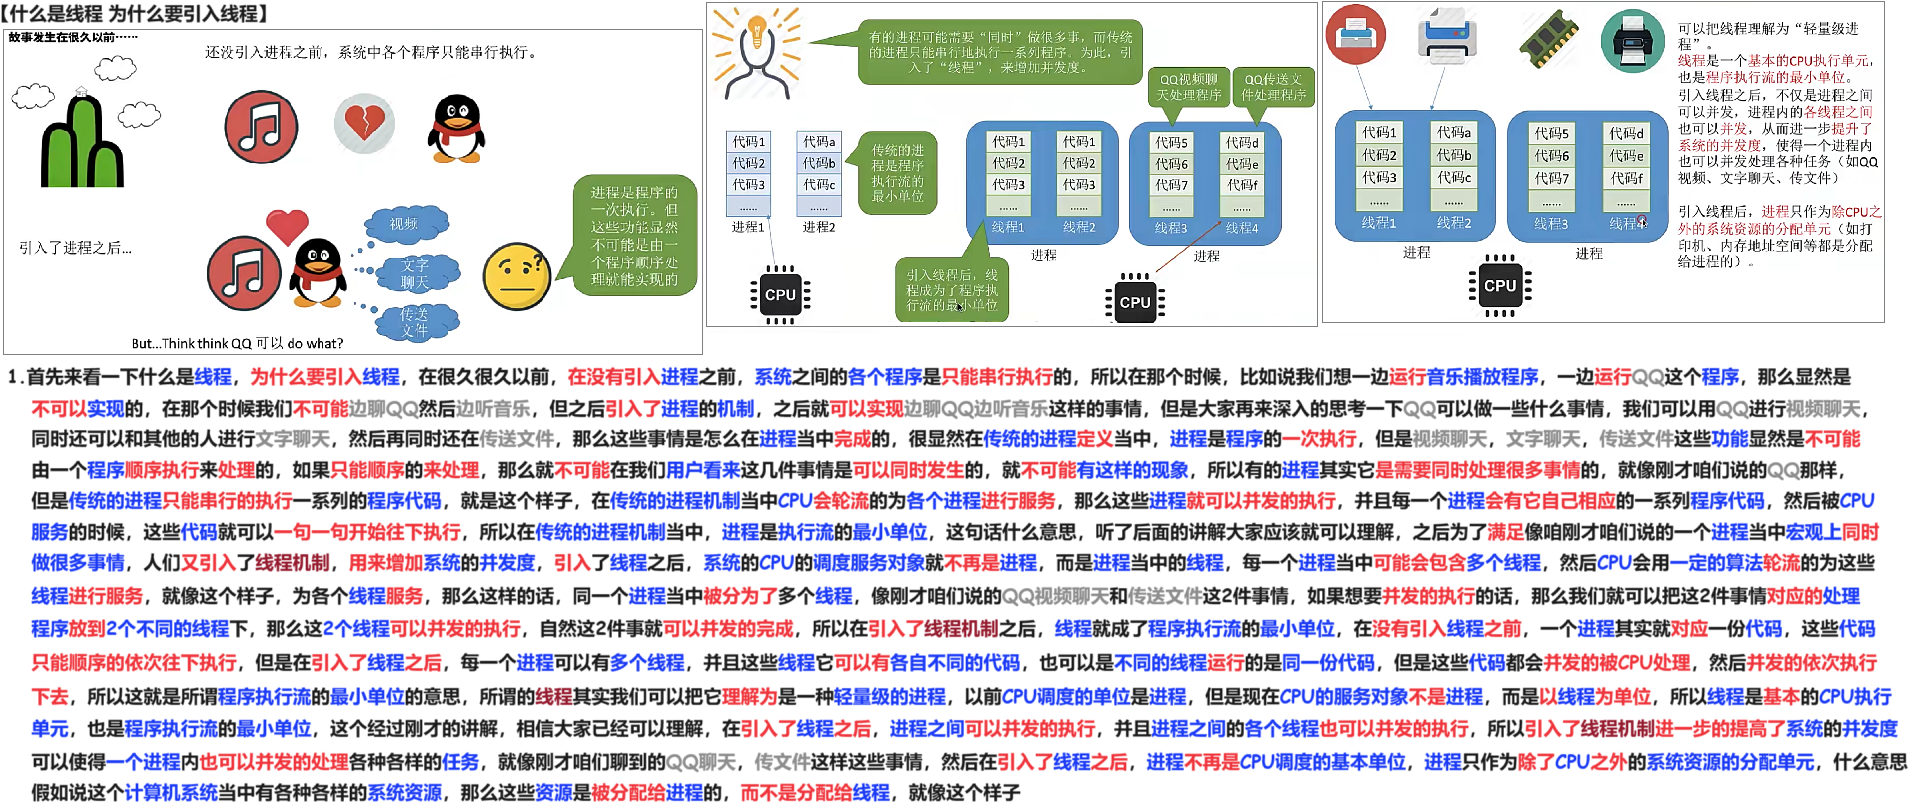 【什么是线程 为什么要引入线程】
故事发生在很久以前……
还没引入进程之前，系统中各个程序只能串行执行。
引入了进程之后...
视频
文字
聊天
传送
文件
进程是程序的
一次执行。但
这些功能显然
不可能是由一
个程序顺序处
理就能实现的
But...Think think QQ 可以 do what?
有的进程可能需要“同时”做很多事，而传统
的进程只能串行地执行一系列程序。为此，引
入了“线程”，来增加并发度。
QQ视频聊
天处理程序
QQ传送文
件处理程序
代码1
代码2
代码3
……
进程1
代码a
代码b
代码c
……
进程2
传统的进
程是程序
执行流的
最小单位
代码1
代码2
代码3
……
线程1
代码1
代码2
代码3
……
线程2
进程
代码5
代码6
代码7
……
线程3
代码d
代码e
代码f
……
线程4
进程
CPU
引入线程后，线
程成为了程序执
行流的最小单位
CPU
代码1
代码2
代码3
……
线程1
代码a
代码b
代码c
……
线程2
进程
代码5
代码6
代码7
……
线程3
代码d
代码e
代码f
……
线程4
进程
CPU
可以把线程理解为“轻量级进
程”。
线程是一个基本的CPU执行单元，
也是程序执行流的最小单位。
引入线程之后，不仅是进程之间
可以并发，进程内的各线程之间
也可以并发，从而进一步提升了
系统的并发度，使得一个进程内
也可以并发处理各种任务（如QQ
视频、文字聊天、传文件）
引入线程后，进程只作为除CPU之
外的系统资源的分配单元（如打
印机、内存地址空间等都是分配
给进程的）。
1.首先来看一下什么是线程，为什么要引入线程，在很久很久以前，在没有引入进程之前，系统之间的各个程序是只能串行执行的，所以在那个时候，比如说我们想一边运行音乐播放程序，一边运行QQ这个程序，那么显然是
不可以实现的，在那个时候我们不可能边聊QQ然后边听音乐，但之后引入了进程的机制，之后就可以实现边聊QQ边听音乐这样的事情，但是大家再来深入的思考一下QQ可以做一些什么事情，我们可以用QQ进行视频聊天，
同时还可以和其他的人进行文字聊天，然后再同时还在传送文件，那么这些事情是怎么在进程当中完成的，很显然在传统的进程定义当中，进程是程序的一次执行，但是视频聊天，文字聊天，传送文件这些功能显然是不可能
由一个程序顺序执行来处理的，如果只能顺序的来处理，那么就不可能在我们用户看来这几件事情是可以同时发生的，就不可能有这样的现象，所以有的进程其实它是需要同时处理很多事情的，就像刚才咱们说的QQ那样，
但是传统的进程只能串行的执行一系列的程序代码，就是这个样子，在传统的进程机制当中CPU会轮流的为各个进程进行服务，那么这些进程就可以并发的执行，并且每一个进程会有它自己相应的一系列程序代码，然后被CPU
服务的时候，这些代码就可以一句一句开始往下执行，所以在传统的进程机制当中，进程是执行流的最小单位，这句话什么意思，听了后面的讲解大家应该就可以理解，之后为了满足像咱刚才咱们说的一个进程当中宏观上同时
做很多事情，人们又引入了线程机制，用来增加系统的并发度，引入了线程之后，系统的CPU的调度服务对象就不再是进程，而是进程当中的线程，每一个进程当中可能会包含多个线程，然后CPU会用一定的算法轮流的为这些
线程进行服务，就像这个样子，为各个线程服务，那么这样的话，同一个进程当中被分为了多个线程，像刚才咱们说的QQ视频聊天和传送文件这2件事情，如果想要并发的执行的话，那么我们就可以把这2件事情对应的处理
程序放到2个不同的线程下，那么这2个线程可以并发的执行，自然这2件事就可以并发的完成，所以在引入了线程机制之后，线程就成了程序执行流的最小单位，在没有引入线程之前，一个进程其实就对应一份代码，这些代码
只能顺序的依次往下执行，但是在引入了线程之后，每一个进程可以有多个线程，并且这些线程它可以有各自不同的代码，也可以是不同的线程运行的是同一份代码，但是这些代码都会并发的被CPU处理，然后并发的依次执行
下去，所以这就是所谓程序执行流的最小单位的意思，所谓的线程其实我们可以把它理解为是一种轻量级的进程，以前CPU调度的单位是进程，但是现在CPU的服务对象不是进程，而是以线程为单位，所以线程是基本的CPU执行
单元，也是程序执行流的最小单位，这个经过刚才的讲解，相信大家已经可以理解，在引入了线程之后，进程之间可以并发的执行，并且进程之间的各个线程也可以并发的执行，所以引入了线程机制进一步的提高了系统的并发度
可以使得一个进程内也可以并发的处理各种各样的任务，就像刚才咱们聊到的QQ聊天，传文件这样这些事情，然后在引入了线程之后，进程不再是CPU调度的基本单位，进程只作为除了CPU之外的系统资源的分配单元，什么意思
假如说这个计算机系统当中有各种各样的系统资源，那么这些资源是被分配给进程的，而不是分配给线程，就像这个样子